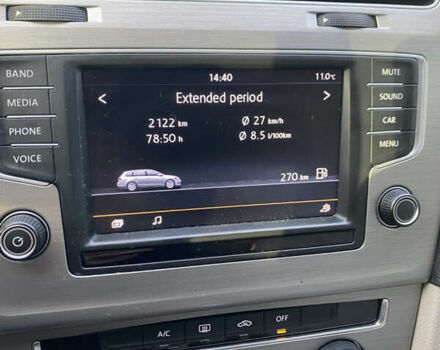 14:40
11.0°C
BAND
MEDIA
PHONE
VOICE
MUTE
SOUND
CAR
MENU
< Extended period >
2122 km Ø 27 km/h
78:50 h Ø 8.5 l/100km
270 km
A/C
OFF